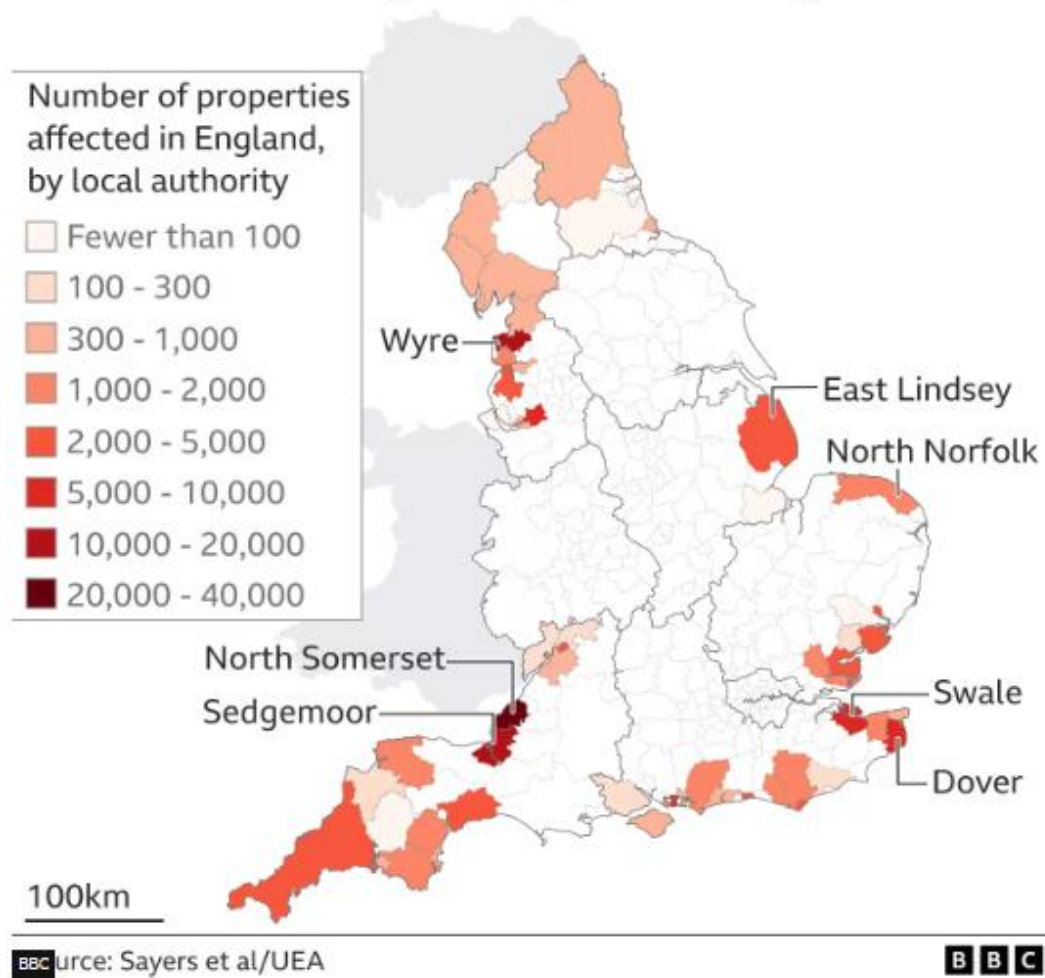 Number of properties
affected in England,
by local authority
Fewer than 100
100 - 300
300 - 1,000
1,000 - 2,000
2,000 - 5,000
5,000 - 10,000
10,000 - 20,000
20,000 - 40,000
Wyre
East Lindsey
North Norfolk
North Somerset
Sedgemoor
Swale
Dover
100km
BBC urce: Sayers et al/UEA
BBC